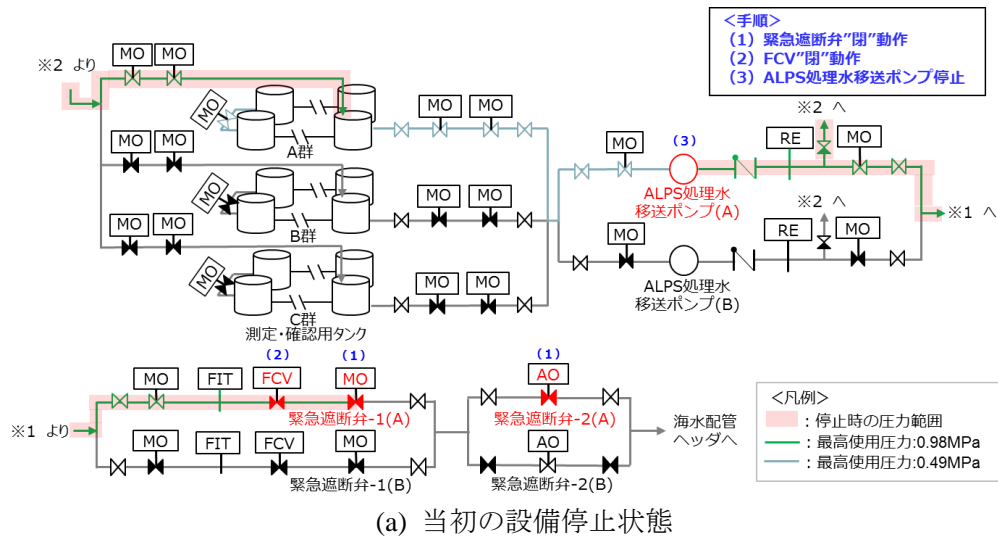 <手順>
(1) 緊急遮断弁”閉”動作
(2) FCV”閉”動作
(3) ALPS処理水移送ポンプ停止
※2 より
MO MO
MO
A群
MO MO
MO MO
MO
B群
MO MO
MO MO
MO
C群
測定・確認用タンク
MO MO
MO
(3)
ALPS処理水
移送ポンプ(A)
RE
※2 へ
MO
※1 へ
MO
ALPS処理水
移送ポンプ(B)
※2 へ
RE
MO
(2)
(1)
MO
FIT
FCV
MO
緊急遮断弁-1(A)
※1 より
MO
FIT
FCV
MO
緊急遮断弁-1(B)
(1)
AO
緊急遮断弁-2(A)
AO
緊急遮断弁-2(B)
海水配管
ヘッダへ
<凡例>
：停止時の圧力範囲
：最高使用圧力:0.98MPa
：最高使用圧力:0.49MPa
(a) 当初の設備停止状態